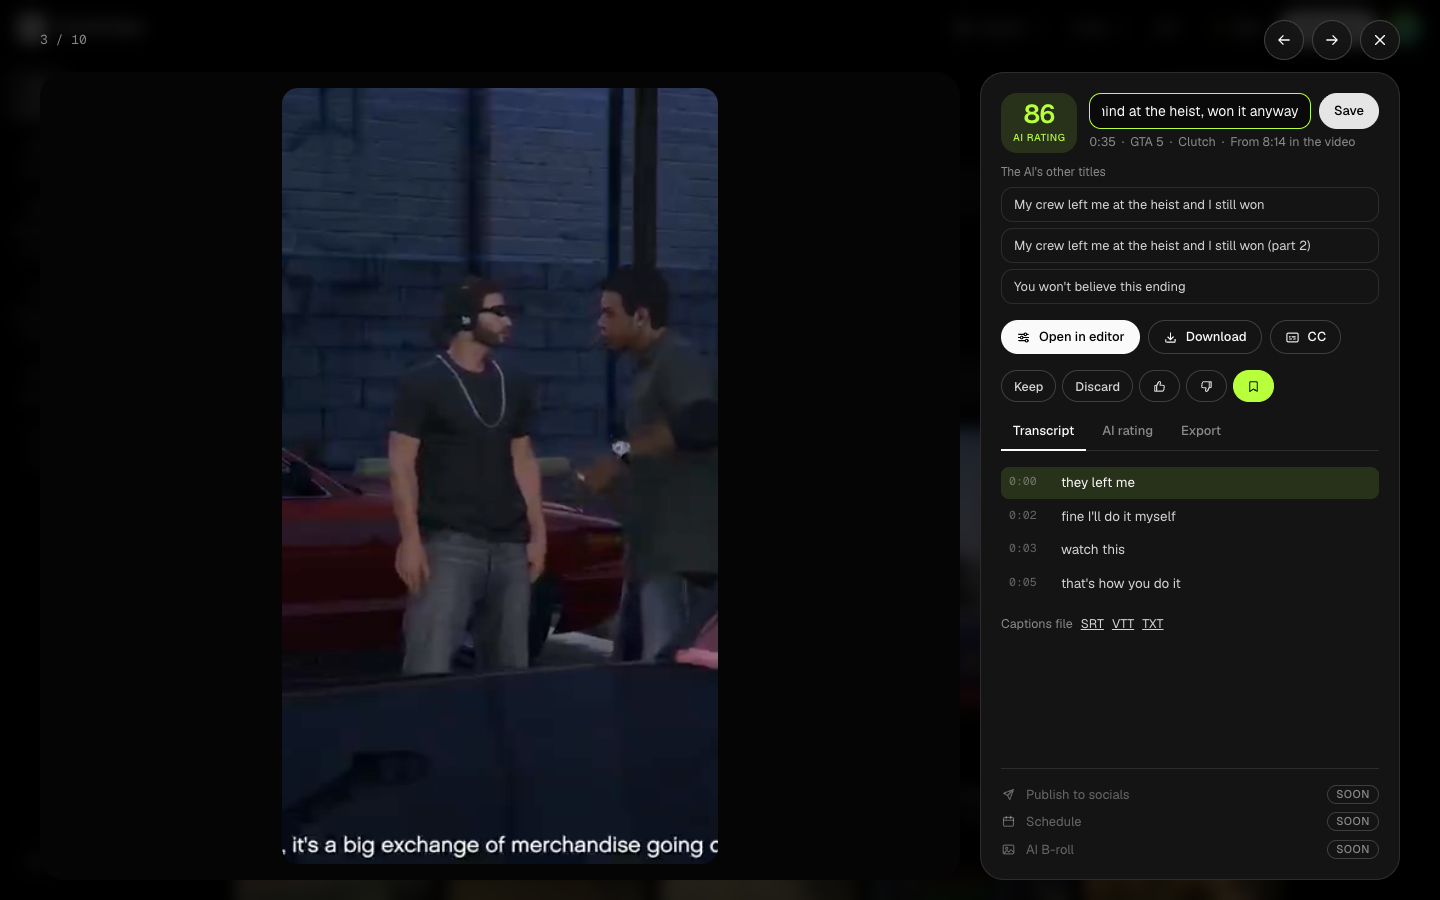 3 / 10
86
AI RATING
ind at the heist, won it anyway
Save
0:35 · GTA 5 · Clutch · From 8:14 in the video
The AI's other titles
My crew left me at the heist and I still won
My crew left me at the heist and I still won (part 2)
You won't believe this ending
Open in editor
Download
CC
Keep
Discard
Transcript
AI rating
Export
0:00 they left me
0:02 fine I'll do it myself
0:03 watch this
0:05 that's how you do it
Captions file SRT VTT TXT
Publish to socials SOON
Schedule SOON
AI B-roll SOON
, it's a big exchange of merchandise going